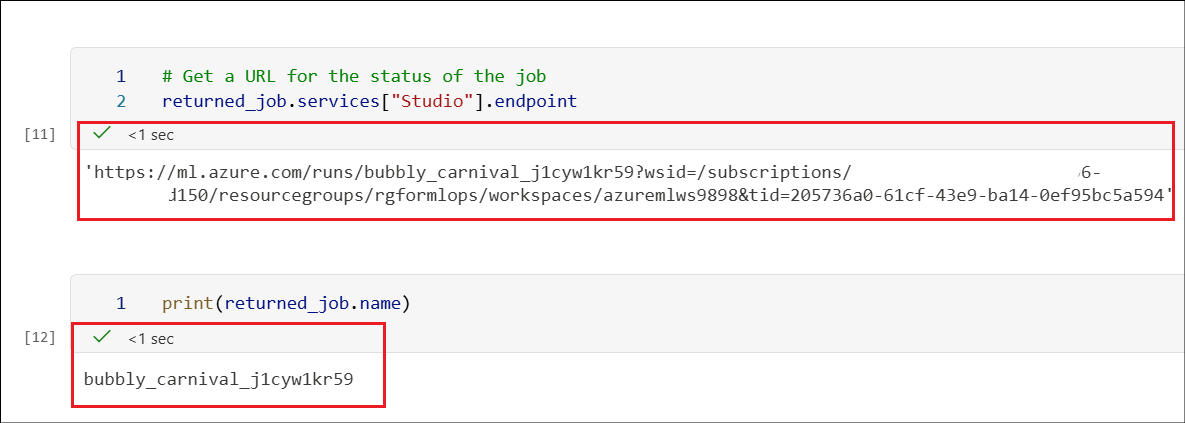 1 # Get a URL for the status of the job
2 returned_job.services["Studio"].endpoint
[11] <1 sec
'https://ml.azure.com/runs/bubbly_carnival_j1cyw1kr59?wsid=/subscriptions/ 6-
d150/resourcegroups/rgformlops/workspaces/azuremlws9898&tid=205736a0-61cf-43e9-ba14-0ef95bc5a594'
1 print(returned_job.name)
[12] <1 sec
bubbly_carnival_j1cyw1kr59